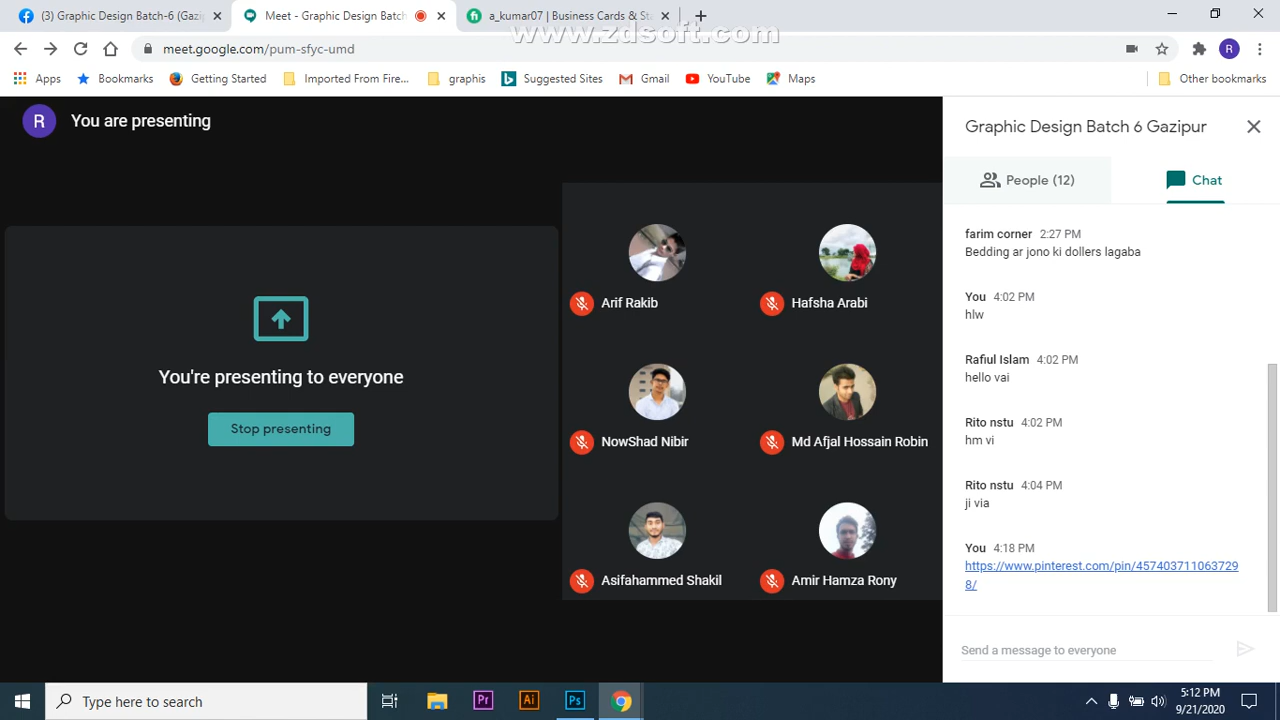 (3) Graphic Design Batch-6 (Gazi
Meet - Graphic Design Batch
a_kumar07 | Business Cards & Sta
www.zdsoft.com
meet.google.com/pum-sfyc-umd
R
Apps
Bookmarks
Getting Started
Imported From Fire...
graphis
Suggested Sites
Gmail
YouTube
Maps
Other bookmarks
R
You are presenting
You're presenting to everyone
Stop presenting
Arif Rakib
Hafsha Arabi
NowShad Nibir
Md Afjal Hossain Robin
Asifahammed Shakil
Amir Hamza Rony
Graphic Design Batch 6 Gazipur
People (12)
Chat
farim corner 2:27 PM
Bedding ar jono ki dollers lagaba
You 4:02 PM
hlw
Rafiul Islam 4:02 PM
hello vai
Rito nstu 4:02 PM
hm vi
Rito nstu 4:04 PM
ji via
You 4:18 PM
https://www.pinterest.com/pin/457403711063729
8/
Send a message to everyone
Type here to search
Pr
Ai
Ps
5:12 PM
9/21/2020